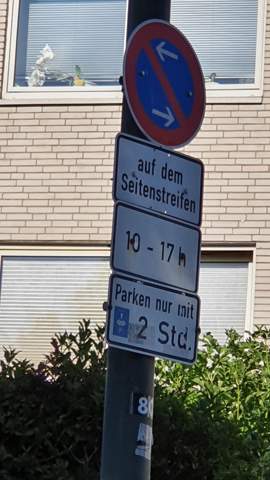 auf dem
Seitenstreifen
10 - 17 h
Parken nur mit
2 Std.